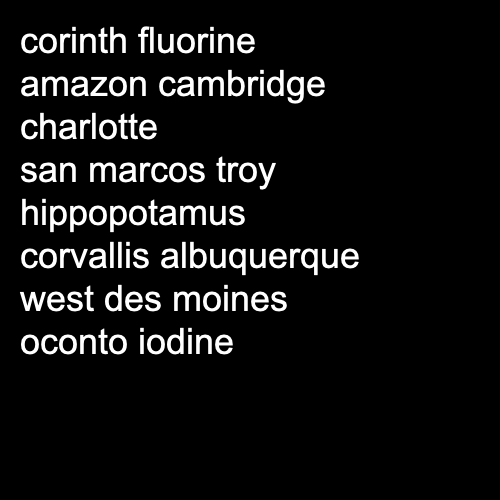 corinth fluorine
amazon cambridge
charlotte
san marcos troy
hippopotamus
corvallis albuquerque
west des moines
oconto iodine